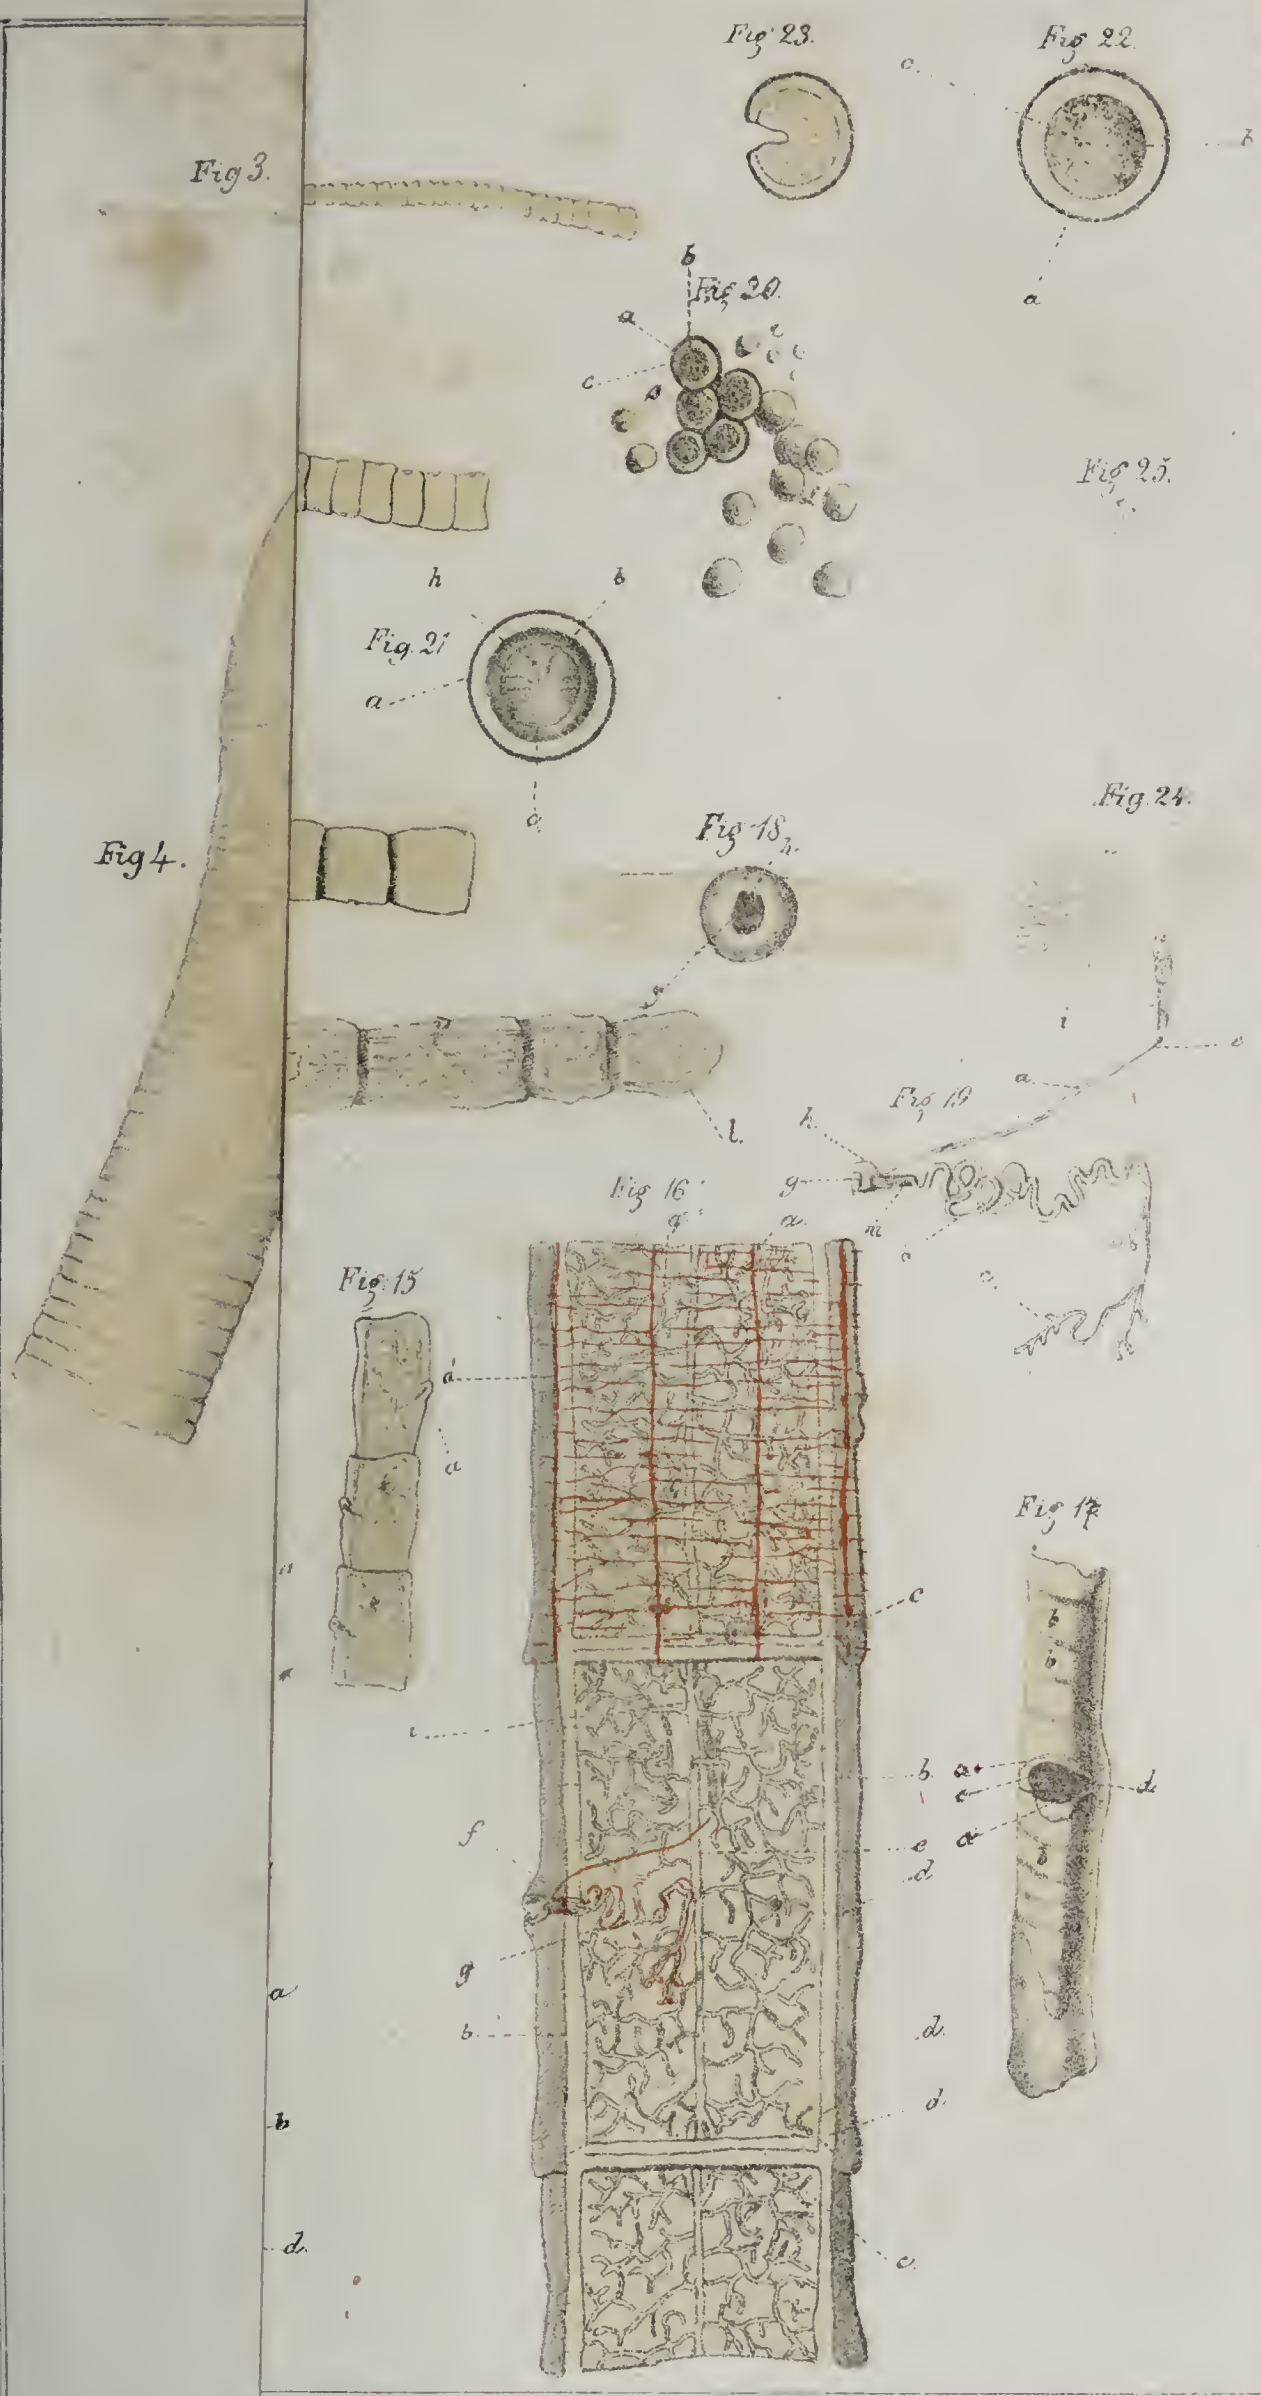 Fig 23.
Fig 22.
c
b
Fig 3.
a
b
Fig 20.
a
c
Fig 25.
h
b
Fig. 21
a
c
Fig. 24.
Fig 18.
h.
Fig 4.
g
i
c
a
Fig 19
h
l.
g
Fig 16
a
a.
m
c
a
Fig 15
a
a
Fig 17
c
b
b
i
b
a
c
d
f
e
a
d
b
g
a
b
d.
b
d.
d.
c